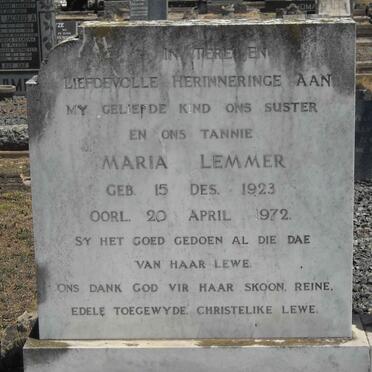 IN TERE EN
LIEFDEVOLLE HERINNERINGE AAN
MY GELIEFDE KIND ONS SUSTER
EN ONS TANNIE
MARIA LEMMER
GEB. 15 DES. 1923
OORL. 20 APRIL 1972.
SY HET GOED GEDOEN AL DIE DAE
VAN HAAR LEWE.
ONS DANK GOD VIR HAAR SKOON, REINE,
EDELE TOEGEWYDE, CHRISTELIKE LEWE.